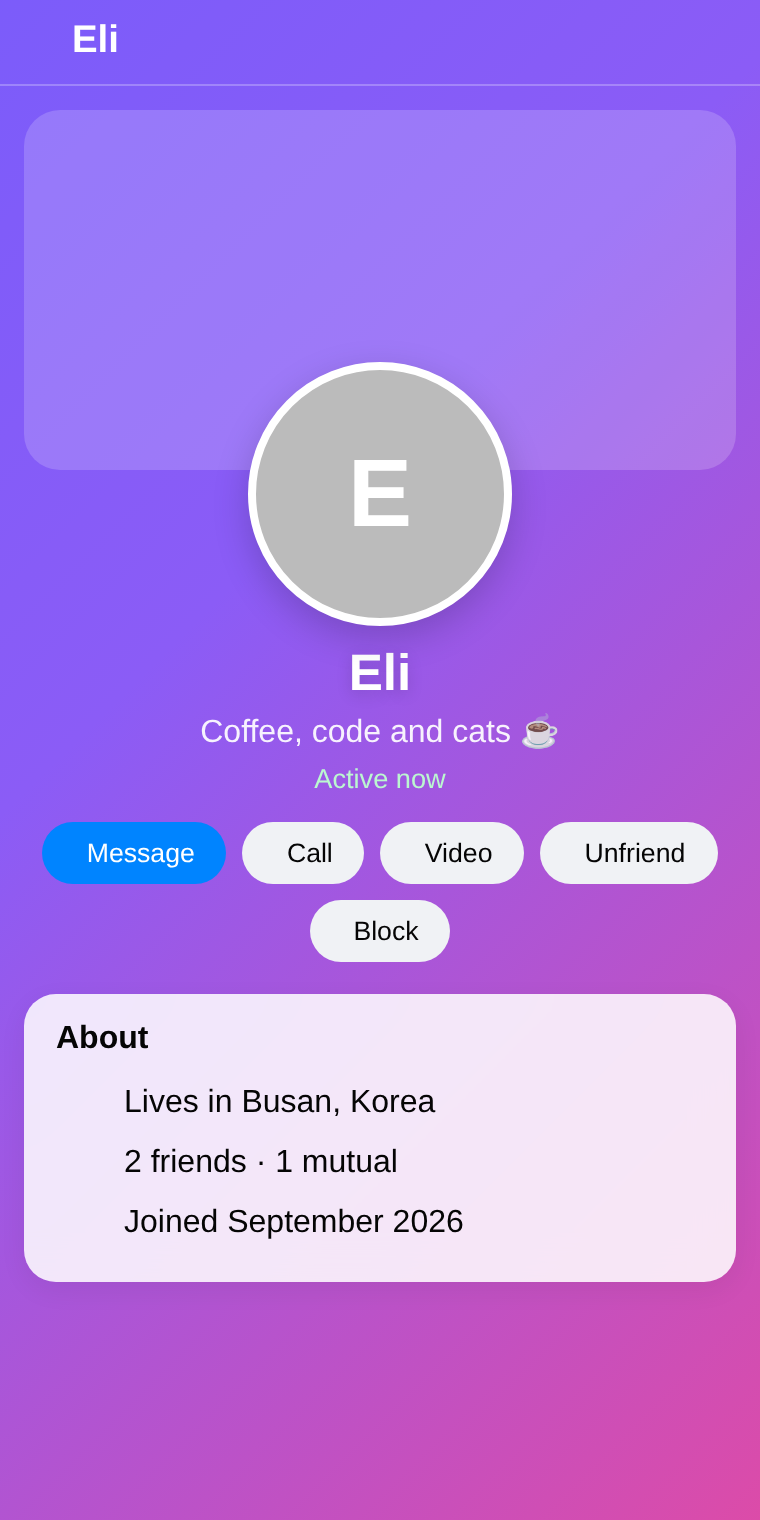 Eli
E
Eli
Coffee, code and cats ☕
Active now
Message Call Video Unfriend
Block
About
Lives in Busan, Korea
2 friends · 1 mutual
Joined September 2026